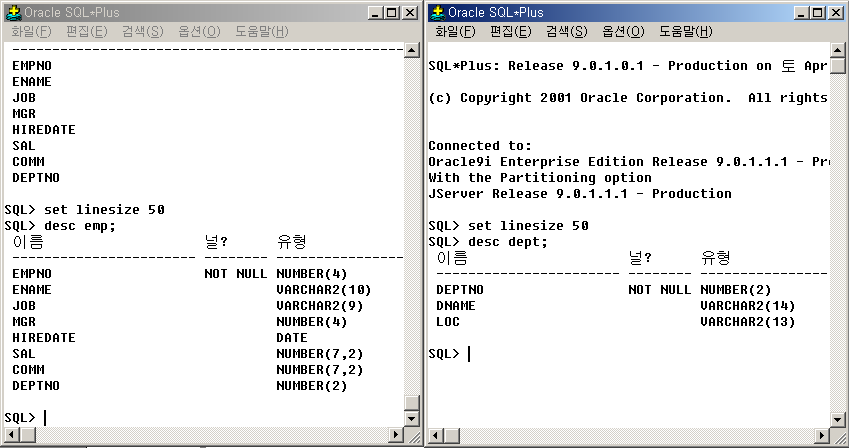 Oracle SQL*Plus
화일(F) 편집(E) 검색(S) 옵션(O) 도움말(H)
--------------------------------------------------
EMPNO
ENAME
JOB
MGR
HIREDATE
SAL
COMM
DEPTNO
SQL> set linesize 50
SQL> desc emp;
이름 널? 유형
----------------------- -------- ----------------
EMPNO NOT NULL NUMBER(4)
ENAME VARCHAR2(10)
JOB VARCHAR2(9)
MGR NUMBER(4)
HIREDATE DATE
SAL NUMBER(7,2)
COMM NUMBER(7,2)
DEPTNO NUMBER(2)
SQL>
Oracle SQL*Plus
화일(F) 편집(E) 검색(S) 옵션(O) 도움말(H)
SQL*Plus: Release 9.0.1.0.1 - Production on 토 Apr
(c) Copyright 2001 Oracle Corporation.  All rights
Connected to:
Oracle9i Enterprise Edition Release 9.0.1.1.1 - Pro
With the Partitioning option
JServer Release 9.0.1.1.1 - Production
SQL> set linesize 50
SQL> desc dept;
이름 널? 유형
----------------------- -------- ----------------
DEPTNO NOT NULL NUMBER(2)
DNAME VARCHAR2(14)
LOC VARCHAR2(13)
SQL>